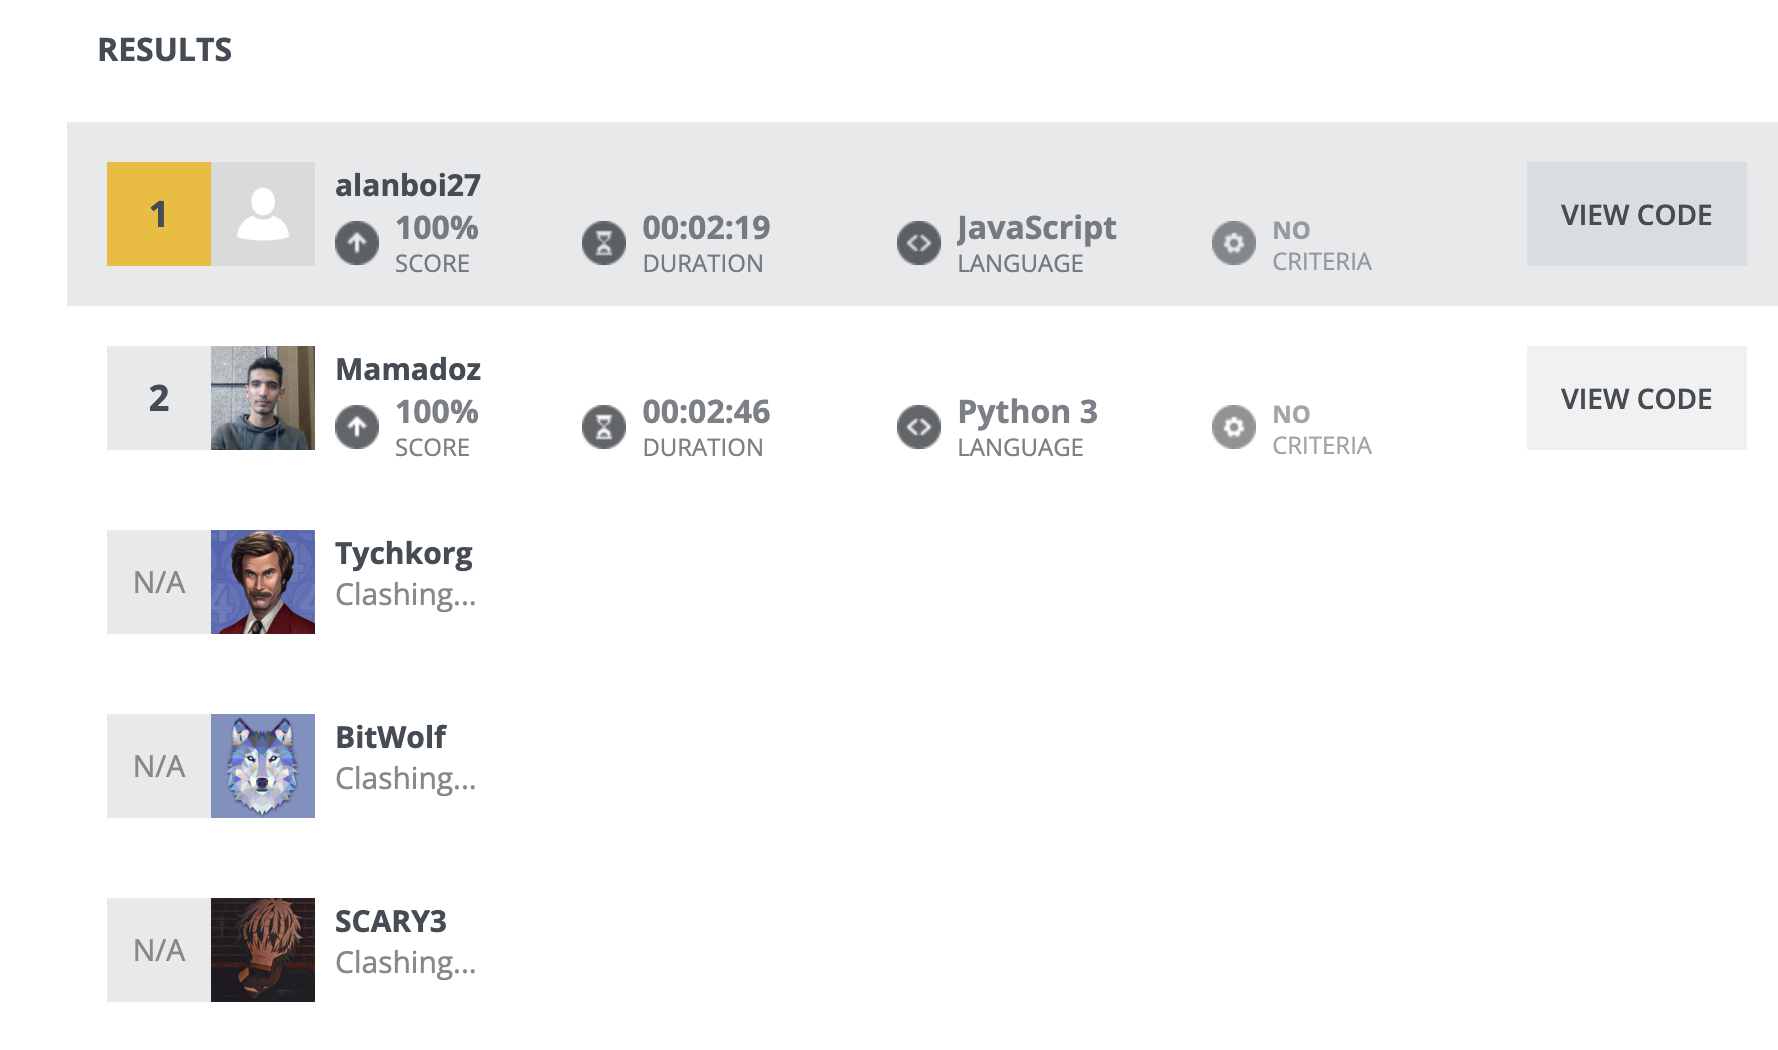 RESULTS
1
alanboi27
100%
SCORE
00:02:19
DURATION
JavaScript
LANGUAGE
NO
CRITERIA
VIEW CODE
2
Mamadoz
100%
SCORE
00:02:46
DURATION
Python 3
LANGUAGE
NO
CRITERIA
VIEW CODE
N/A
Tychkorg
Clashing...
N/A
BitWolf
Clashing...
N/A
SCARY3
Clashing...